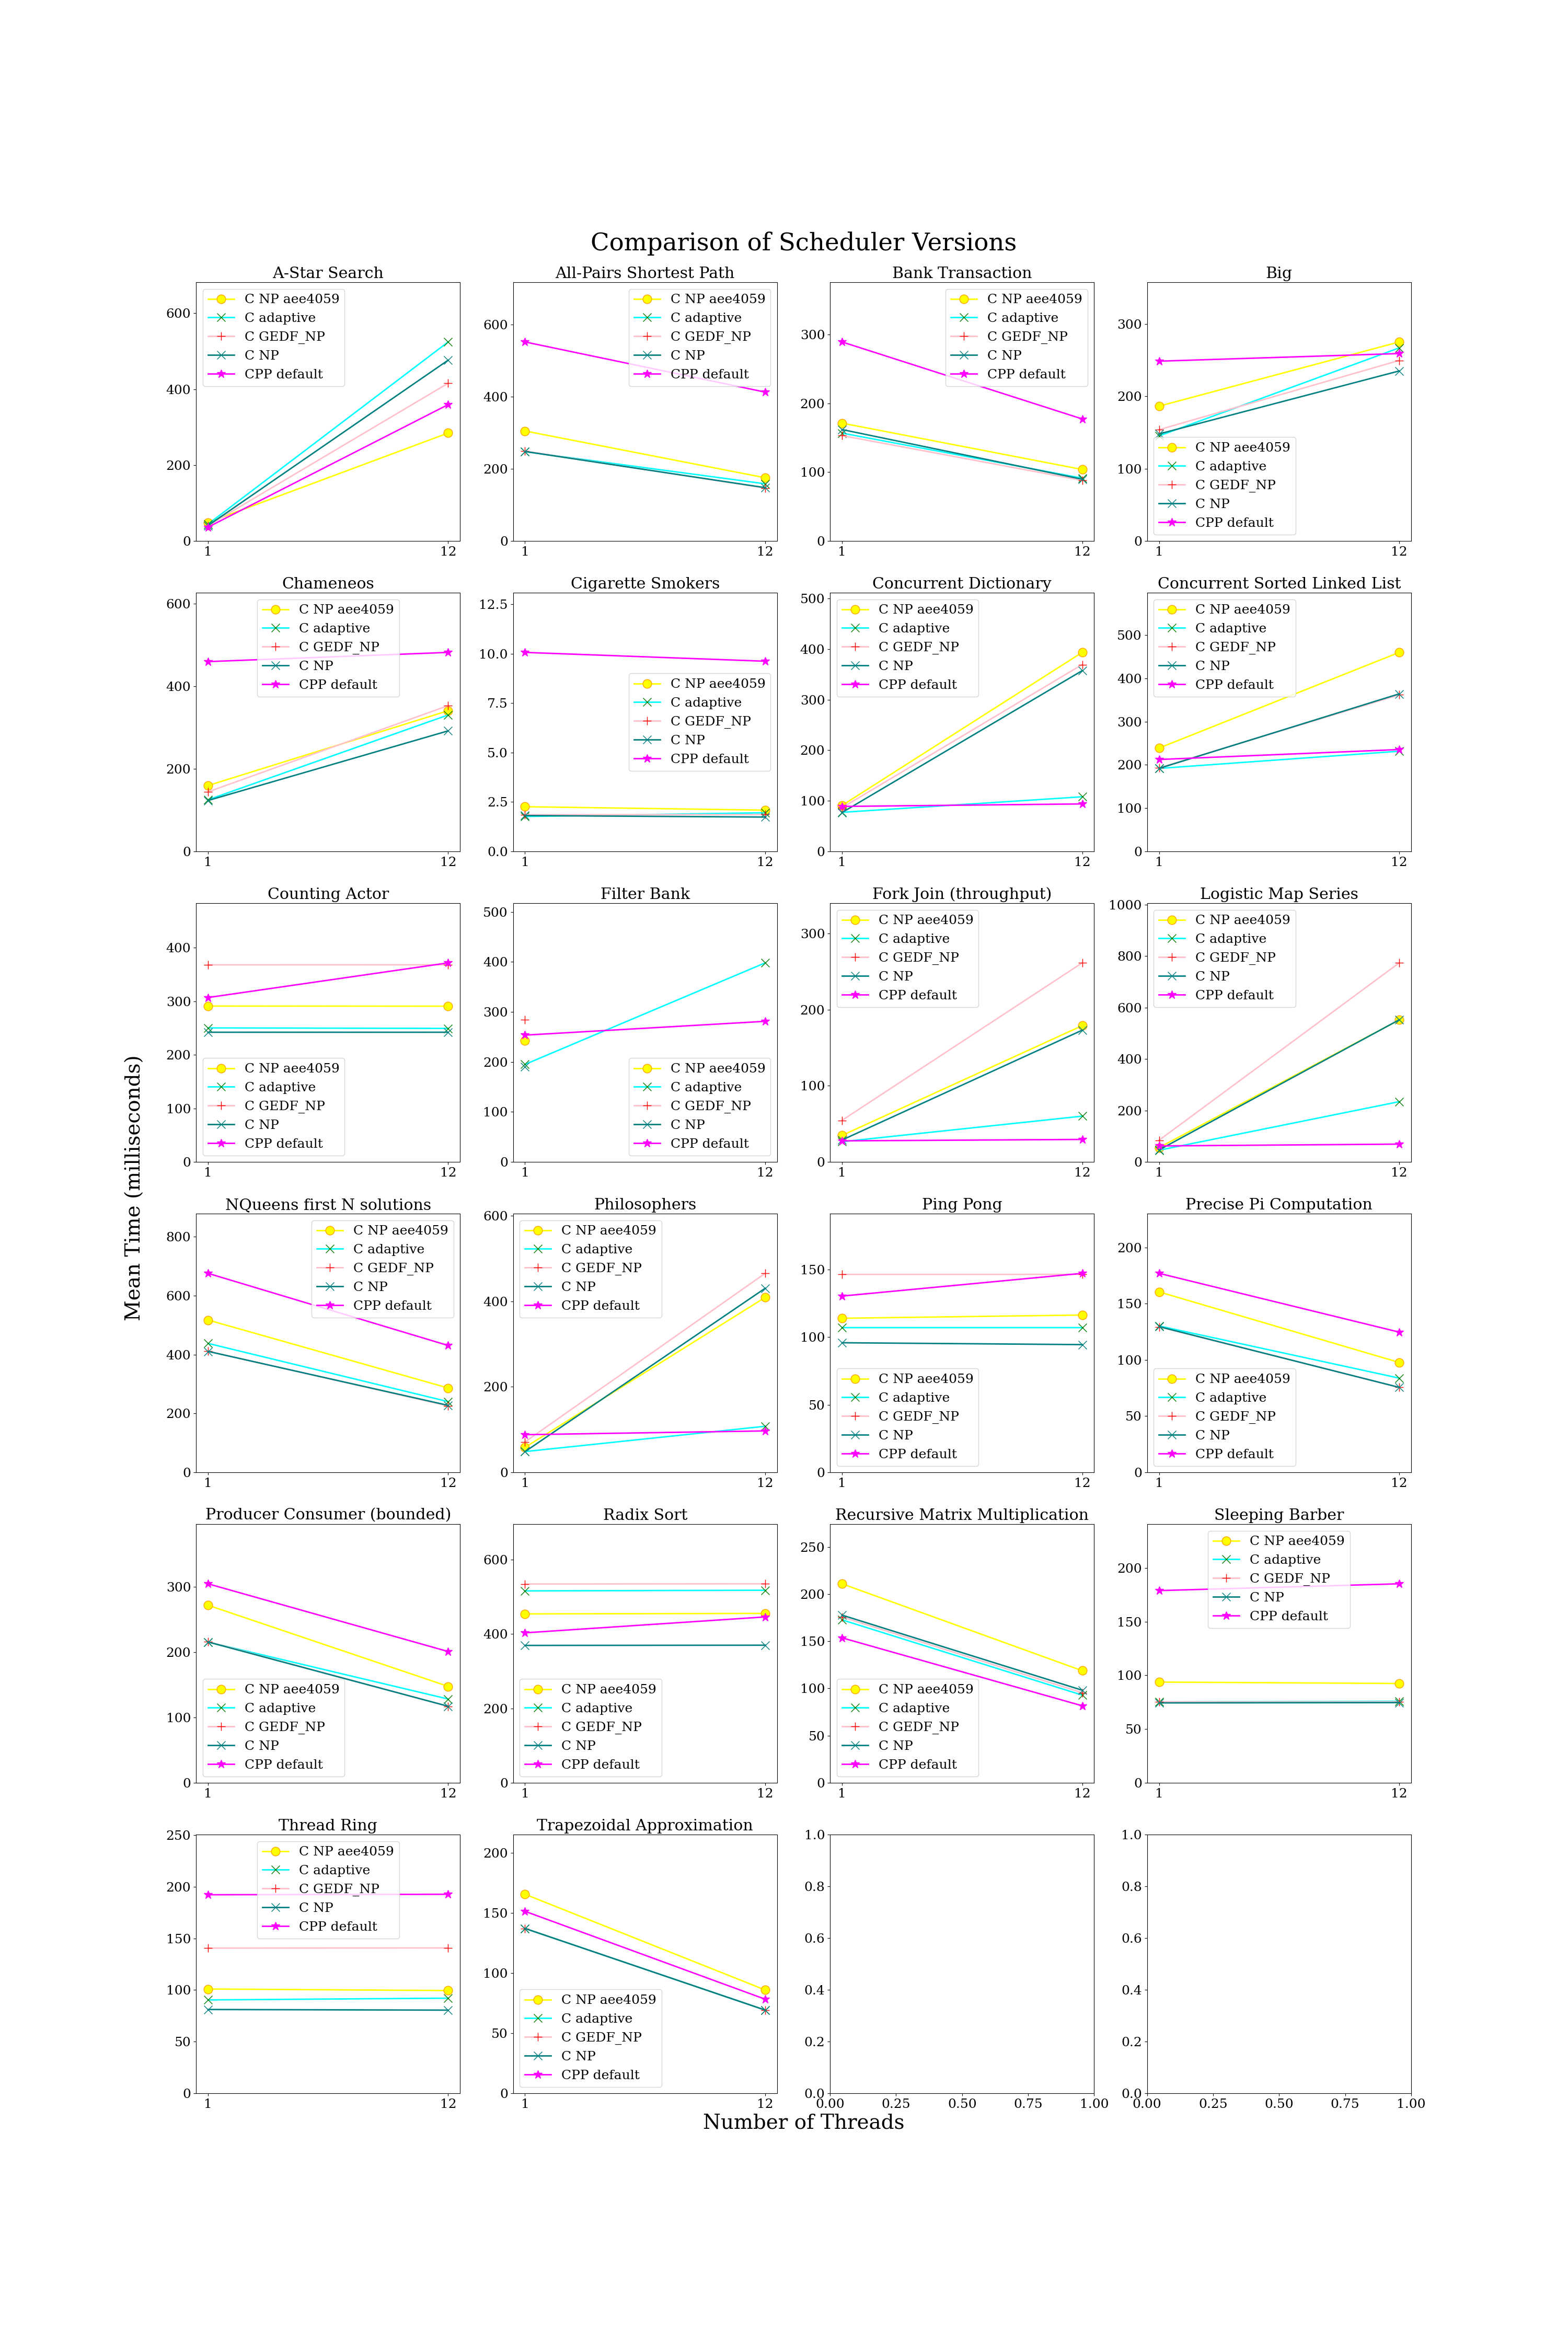 Comparison of Scheduler Versions
A-Star Search
600
400
200
0
1
12
C NP aee4059
C adaptive
C GEDF_NP
C NP
CPP default
All-Pairs Shortest Path
600
400
200
0
1
12
C NP aee4059
C adaptive
C GEDF_NP
C NP
CPP default
Bank Transaction
300
200
100
0
1
12
C NP aee4059
C adaptive
C GEDF_NP
C NP
CPP default
Big
300
200
100
0
1
12
C NP aee4059
C adaptive
C GEDF_NP
C NP
CPP default
Chameneos
600
400
200
0
1
12
C NP aee4059
C adaptive
C GEDF_NP
C NP
CPP default
Cigarette Smokers
12.5
10.0
7.5
5.0
2.5
0.0
1
12
C NP aee4059
C adaptive
C GEDF_NP
C NP
CPP default
Concurrent Dictionary
500
400
300
200
100
0
1
12
C NP aee4059
C adaptive
C GEDF_NP
C NP
CPP default
Concurrent Sorted Linked List
500
400
300
200
100
0
1
12
C NP aee4059
C adaptive
C GEDF_NP
C NP
CPP default
Counting Actor
400
300
200
100
0
1
12
C NP aee4059
C adaptive
C GEDF_NP
C NP
CPP default
Filter Bank
500
400
300
200
100
0
1
12
C NP aee4059
C adaptive
C GEDF_NP
C NP
CPP default
Fork Join (throughput)
300
200
100
0
1
12
C NP aee4059
C adaptive
C GEDF_NP
C NP
CPP default
Logistic Map Series
1000
800
600
400
200
0
1
12
C NP aee4059
C adaptive
C GEDF_NP
C NP
CPP default
Mean Time (milliseconds)
NQueens first N solutions
800
600
400
200
0
1
12
C NP aee4059
C adaptive
C GEDF_NP
C NP
CPP default
Philosophers
600
400
200
0
1
12
C NP aee4059
C adaptive
C GEDF_NP
C NP
CPP default
Ping Pong
150
100
50
0
1
12
C NP aee4059
C adaptive
C GEDF_NP
C NP
CPP default
Precise Pi Computation
200
150
100
50
0
1
12
C NP aee4059
C adaptive
C GEDF_NP
C NP
CPP default
Producer Consumer (bounded)
300
200
100
0
1
12
C NP aee4059
C adaptive
C GEDF_NP
C NP
CPP default
Radix Sort
600
400
200
0
1
12
C NP aee4059
C adaptive
C GEDF_NP
C NP
CPP default
Recursive Matrix Multiplication
250
200
150
100
50
0
1
12
C NP aee4059
C adaptive
C GEDF_NP
C NP
CPP default
Sleeping Barber
200
150
100
50
0
1
12
C NP aee4059
C adaptive
C GEDF_NP
C NP
CPP default
Thread Ring
250
200
150
100
50
0
1
12
C NP aee4059
C adaptive
C GEDF_NP
C NP
CPP default
Trapezoidal Approximation
200
150
100
50
0
1
12
C NP aee4059
C adaptive
C GEDF_NP
C NP
CPP default
1.0
0.8
0.6
0.4
0.2
0.0
0.00
0.25
0.50
0.75
1.00
1.0
0.8
0.6
0.4
0.2
0.0
0.00
0.25
0.50
0.75
1.00
Number of Threads